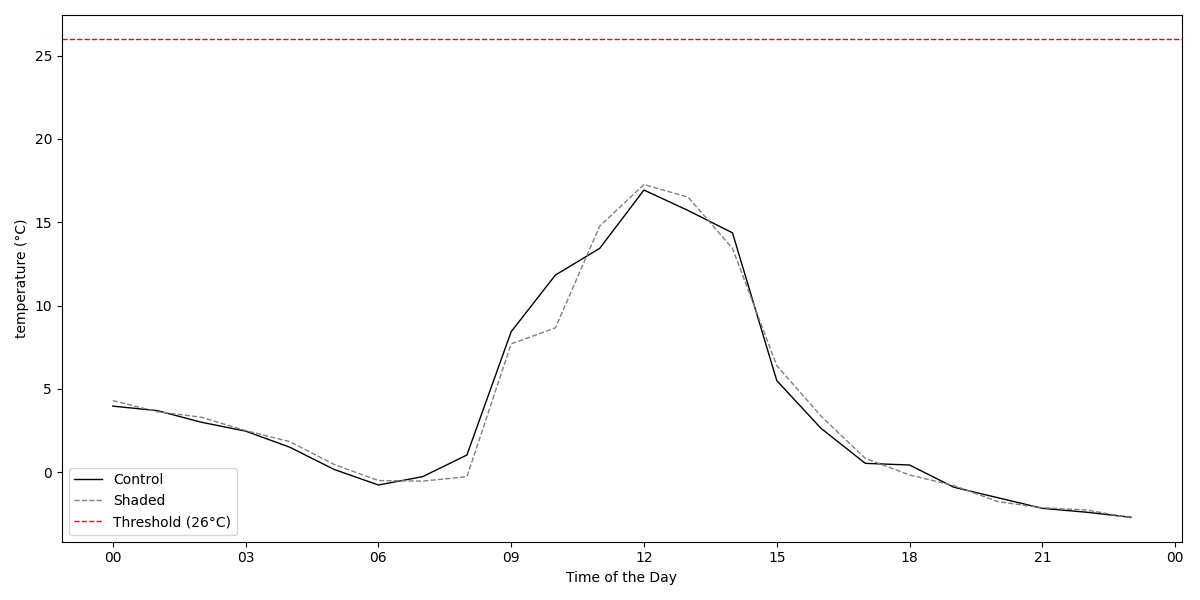 25
20
15
10
5
0
temperature (°C)
Control
Shaded
Threshold (26°C)
00 03 06 09 12 15 18 21 00
Time of the Day